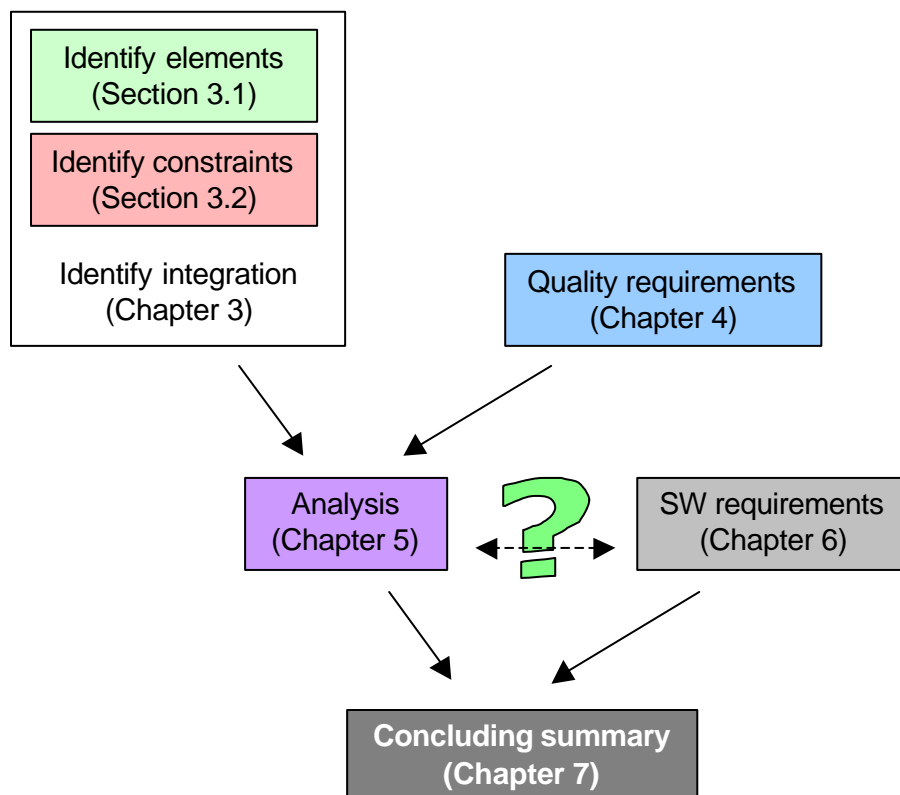 Identify elements
(Section 3.1)
Identify constraints
(Section 3.2)
Identify integration
(Chapter 3)
Quality requirements
(Chapter 4)
Analysis
(Chapter 5)
?
SW requirements
(Chapter 6)
Concluding summary
(Chapter 7)